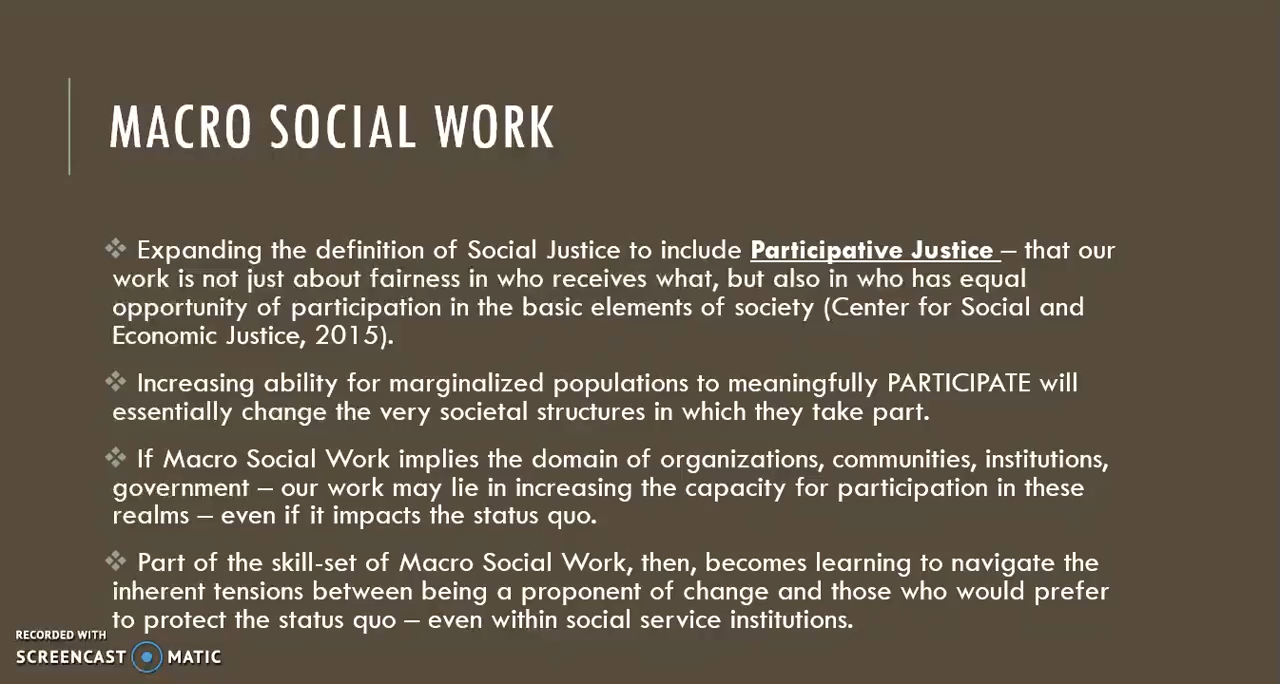 MACRO SOCIAL WORK
❖ Expanding the definition of Social Justice to include Participative Justice – that our
work is not just about fairness in who receives what, but also in who has equal
opportunity of participation in the basic elements of society (Center for Social and
Economic Justice, 2015).
❖ Increasing ability for marginalized populations to meaningfully PARTICIPATE will
essentially change the very societal structures in which they take part.
❖ If Macro Social Work implies the domain of organizations, communities, institutions,
government – our work may lie in increasing the capacity for participation in these
realms – even if it impacts the status quo.
❖ Part of the skill-set of Macro Social Work, then, becomes learning to navigate the
inherent tensions between being a proponent of change and those who would prefer
to protect the status quo – even within social service institutions.
RECORDED WITH
SCREENCAST MATIC